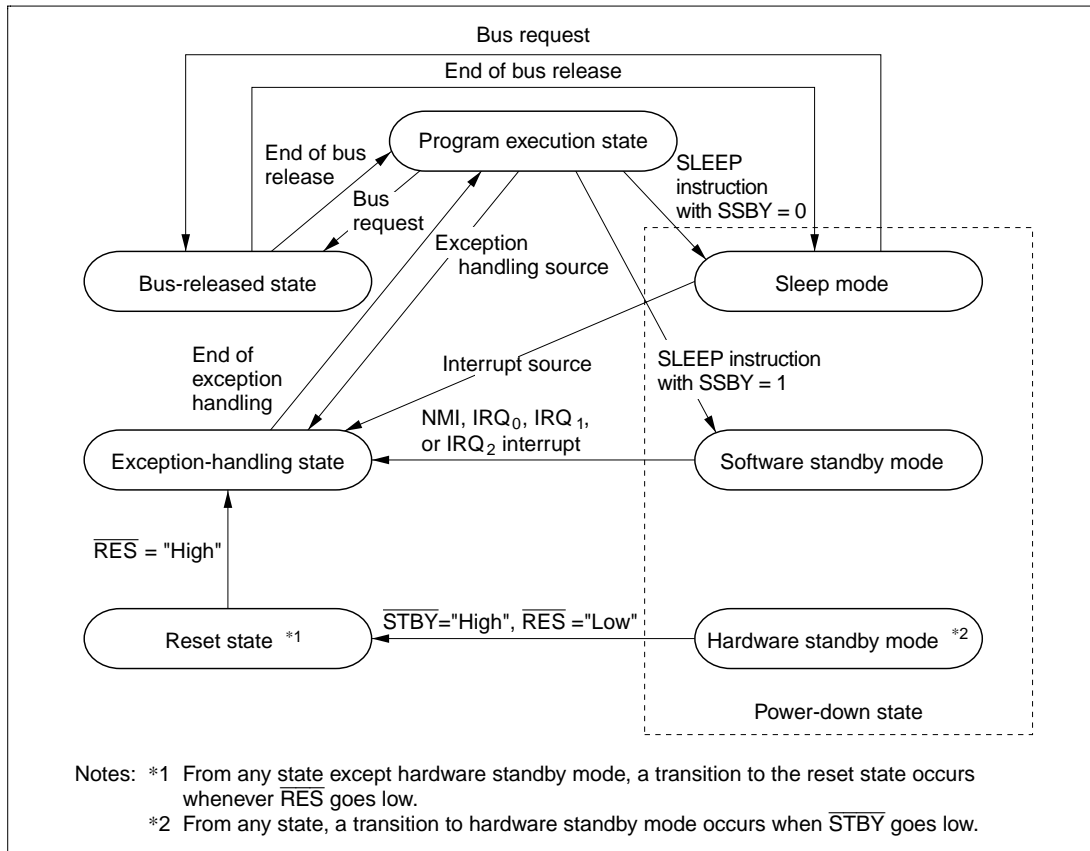 Bus request
End of bus release
Program execution state
End of bus
release
Bus
request
SLEEP
instruction
with SSBY = 0
Exception
handling source
Bus-released state
Sleep mode
End of
exception
handling
Interrupt source
SLEEP instruction
with SSBY = 1
NMI, IRQ₀, IRQ₁,
or IRQ₂ interrupt
Exception-handling state
Software standby mode
R̅E̅S̅ = "High"
S̅T̅B̅Y̅="High", R̅E̅S̅ ="Low"
Reset state *1
Hardware standby mode *2
Power-down state
Notes: *1 From any state except hardware standby mode, a transition to the reset state occurs
whenever R̅E̅S̅ goes low.
*2 From any state, a transition to hardware standby mode occurs when S̅T̅B̅Y̅ goes low.